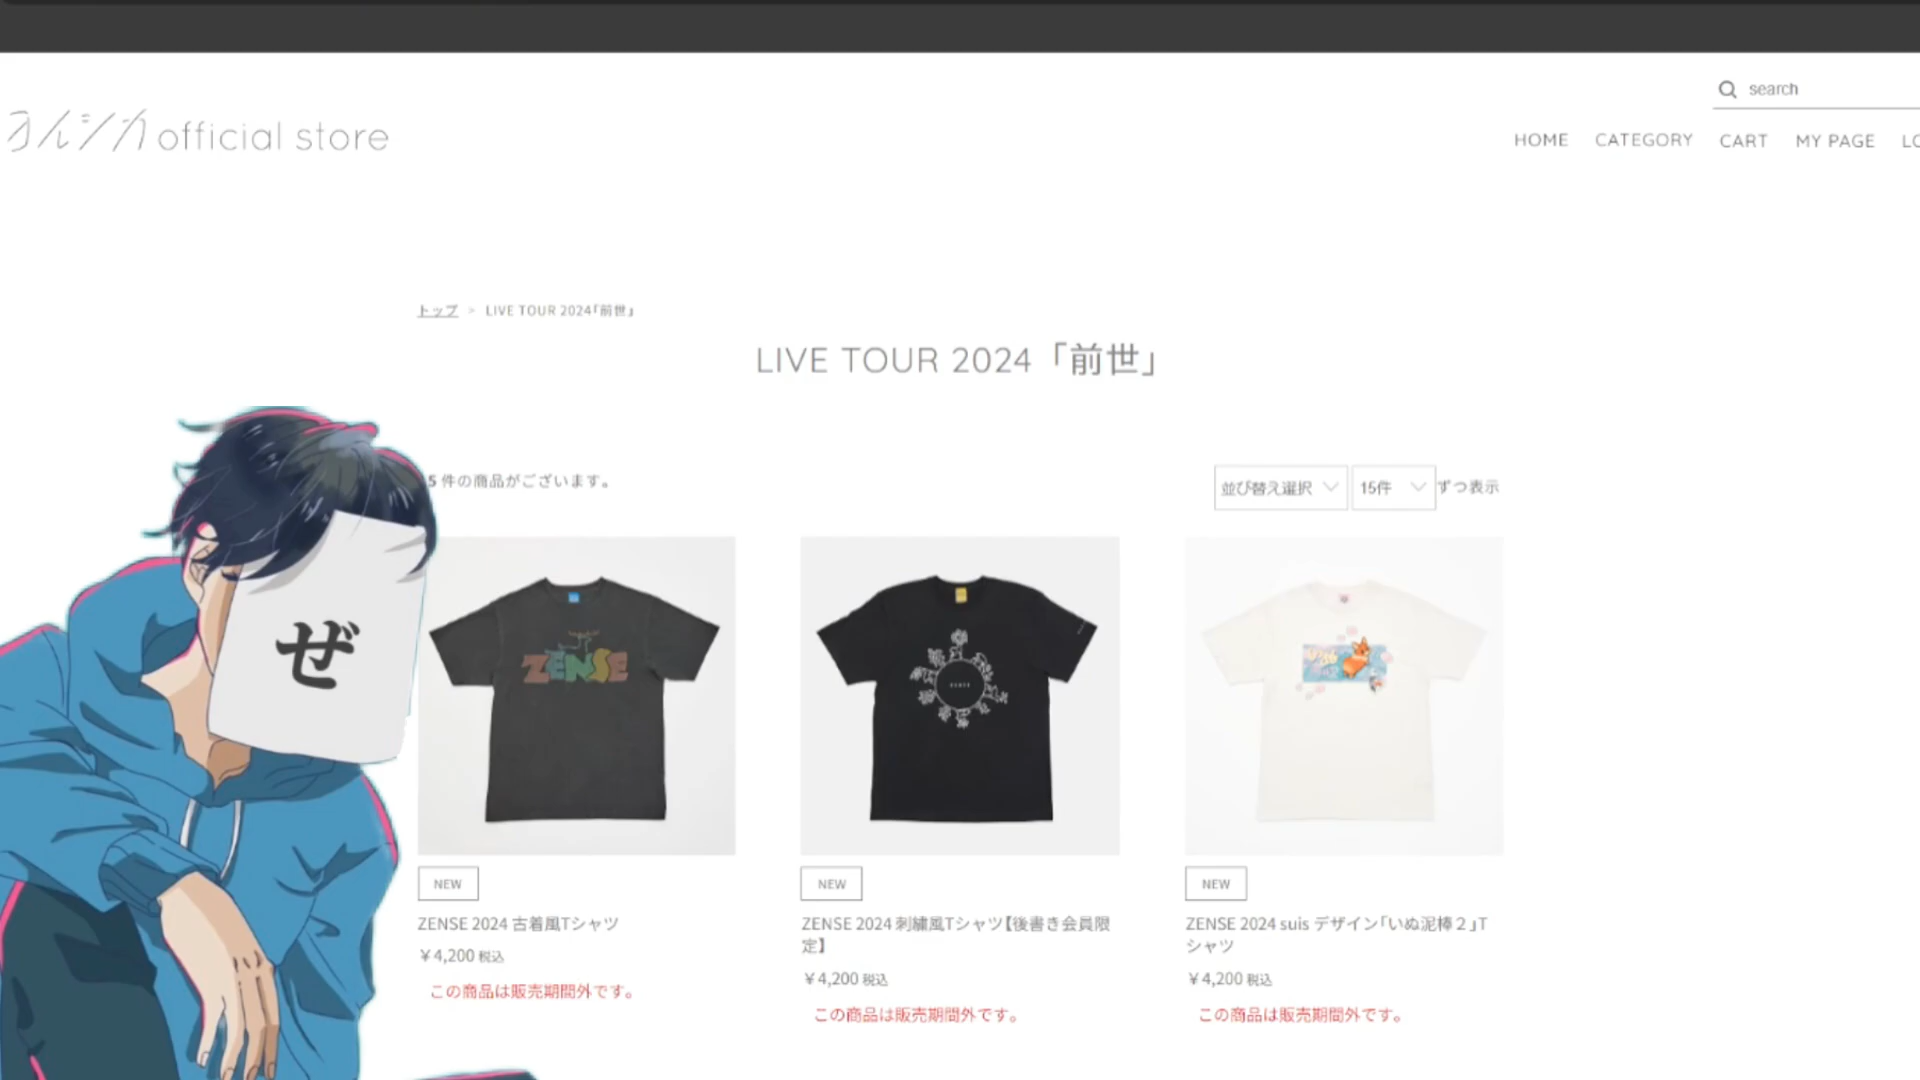 search
ヨルシカ official store
HOME CATEGORY CART MY PAGE
トップ > LIVE TOUR 2024「前世」
LIVE TOUR 2024「前世」
5 件の商品がございます。
並び替え選択 15件 ずつ表示
ぜ
ZENSE
ZENSE
NEW
NEW
NEW
ZENSE 2024 古着風Tシャツ
¥4,200 税込
この商品は販売期間外です。
ZENSE 2024 刺繍風Tシャツ【後書き会員限
定】
¥4,200 税込
この商品は販売期間外です。
ZENSE 2024 suis デザイン「いぬ泥棒２」T
シャツ
¥4,200 税込
この商品は販売期間外です。